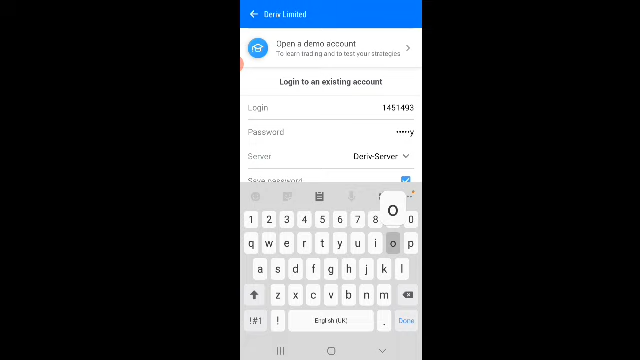 Deriv Limited
Open a demo account
To learn trading and to test your strategies
Login to an existing account
Login 1451493
Password •••••y
Server Deriv-Server
Save password
o
1 2 3 4 5 6 7 8 0
q w e r t y u i o p
a s d f g h j k l
z x c v b n m
!#1 ! English (UK) . Done